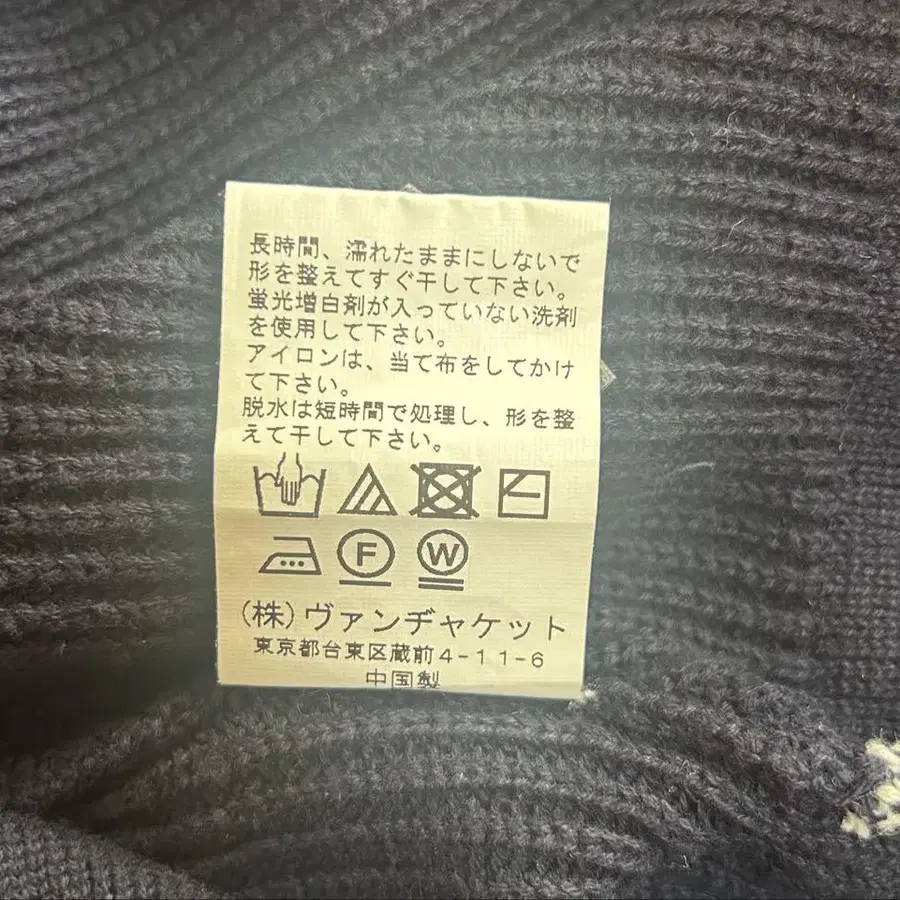 長時間、濡れたままにしないで
形を整えてすぐ干して下さい。
蛍光増白剤が入っていない洗剤
を使用して下さい。
アイロンは、当て布をしてかけ
て下さい。
脱水は短時間で処理し、形を整
えて干して下さい。
F W
(株)ヴァンヂャケット
東京都台東区蔵前4-11-6
中国製